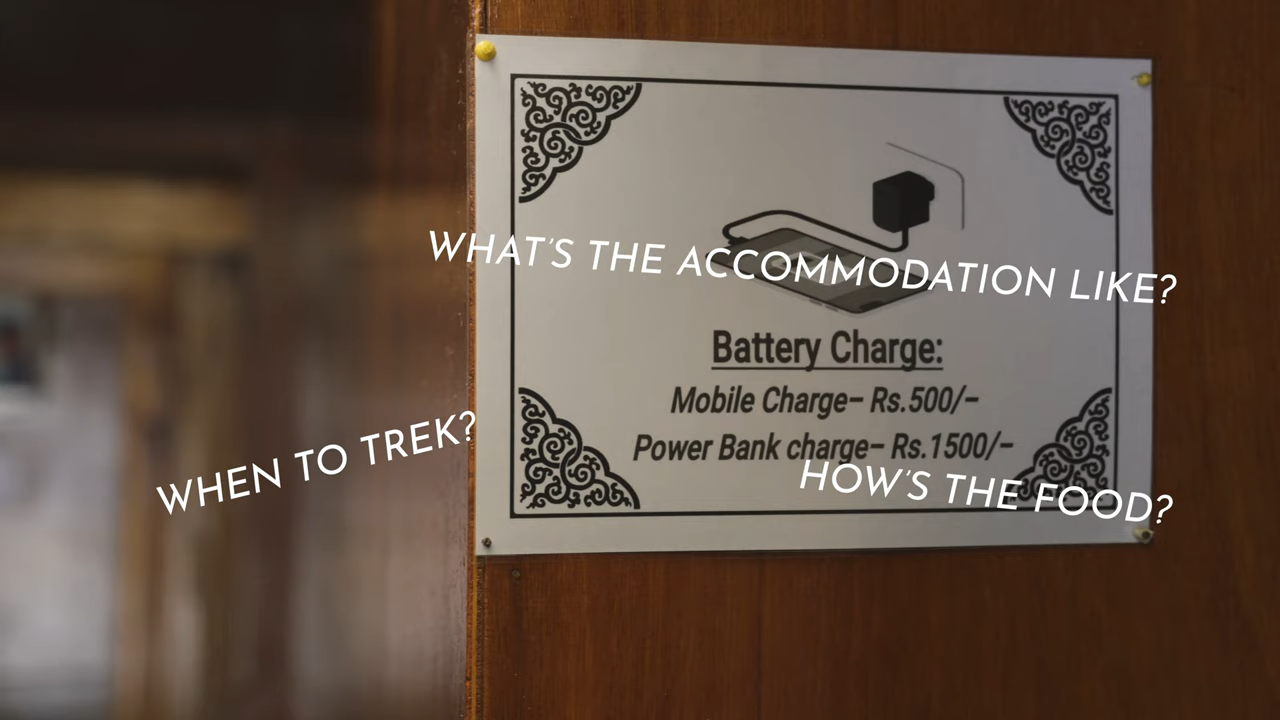 WHAT'S THE ACCOMMODATION LIKE?
Battery Charge:
Mobile Charge– Rs.500/–
WHEN TO TREK?
Power Bank charge– Rs.1500/–
HOW'S THE FOOD?